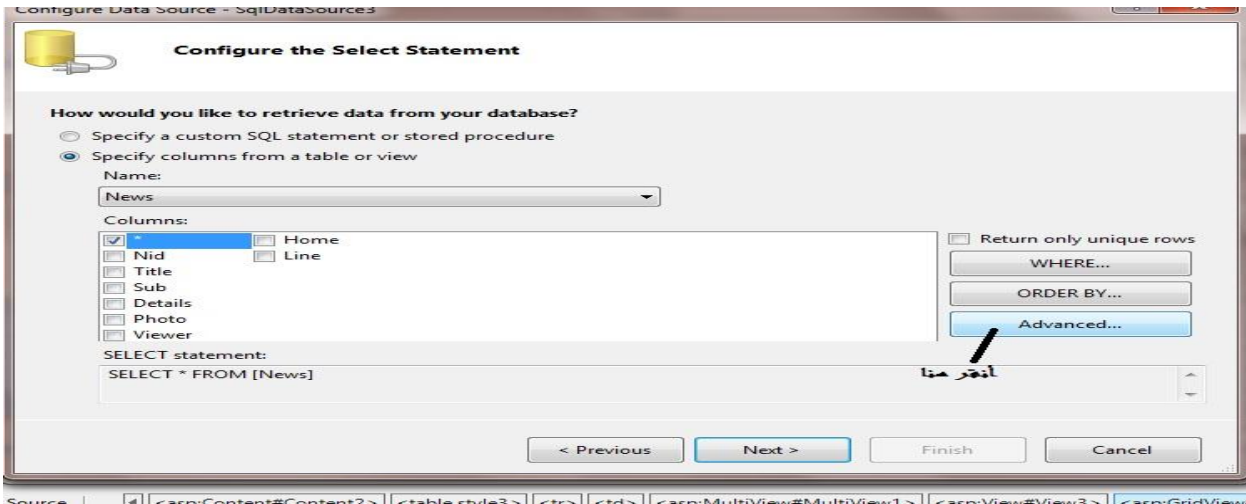 Configure Data Source - SqlDataSource3
Configure the Select Statement
How would you like to retrieve data from your database?
Specify a custom SQL statement or stored procedure
Specify columns from a table or view
Name:
News
Columns:
*
Home
Nid
Line
Title
Sub
Details
Photo
Viewer
Return only unique rows
WHERE...
ORDER BY...
Advanced...
أنقر هنا
SELECT statement:
SELECT * FROM [News]
< Previous
Next >
Finish
Cancel
Source
<asp:Content#Content2> <table.style3> <tr> <td> <asp:MultiView#MultiView1> <asp:View#View3> <asp:GridView